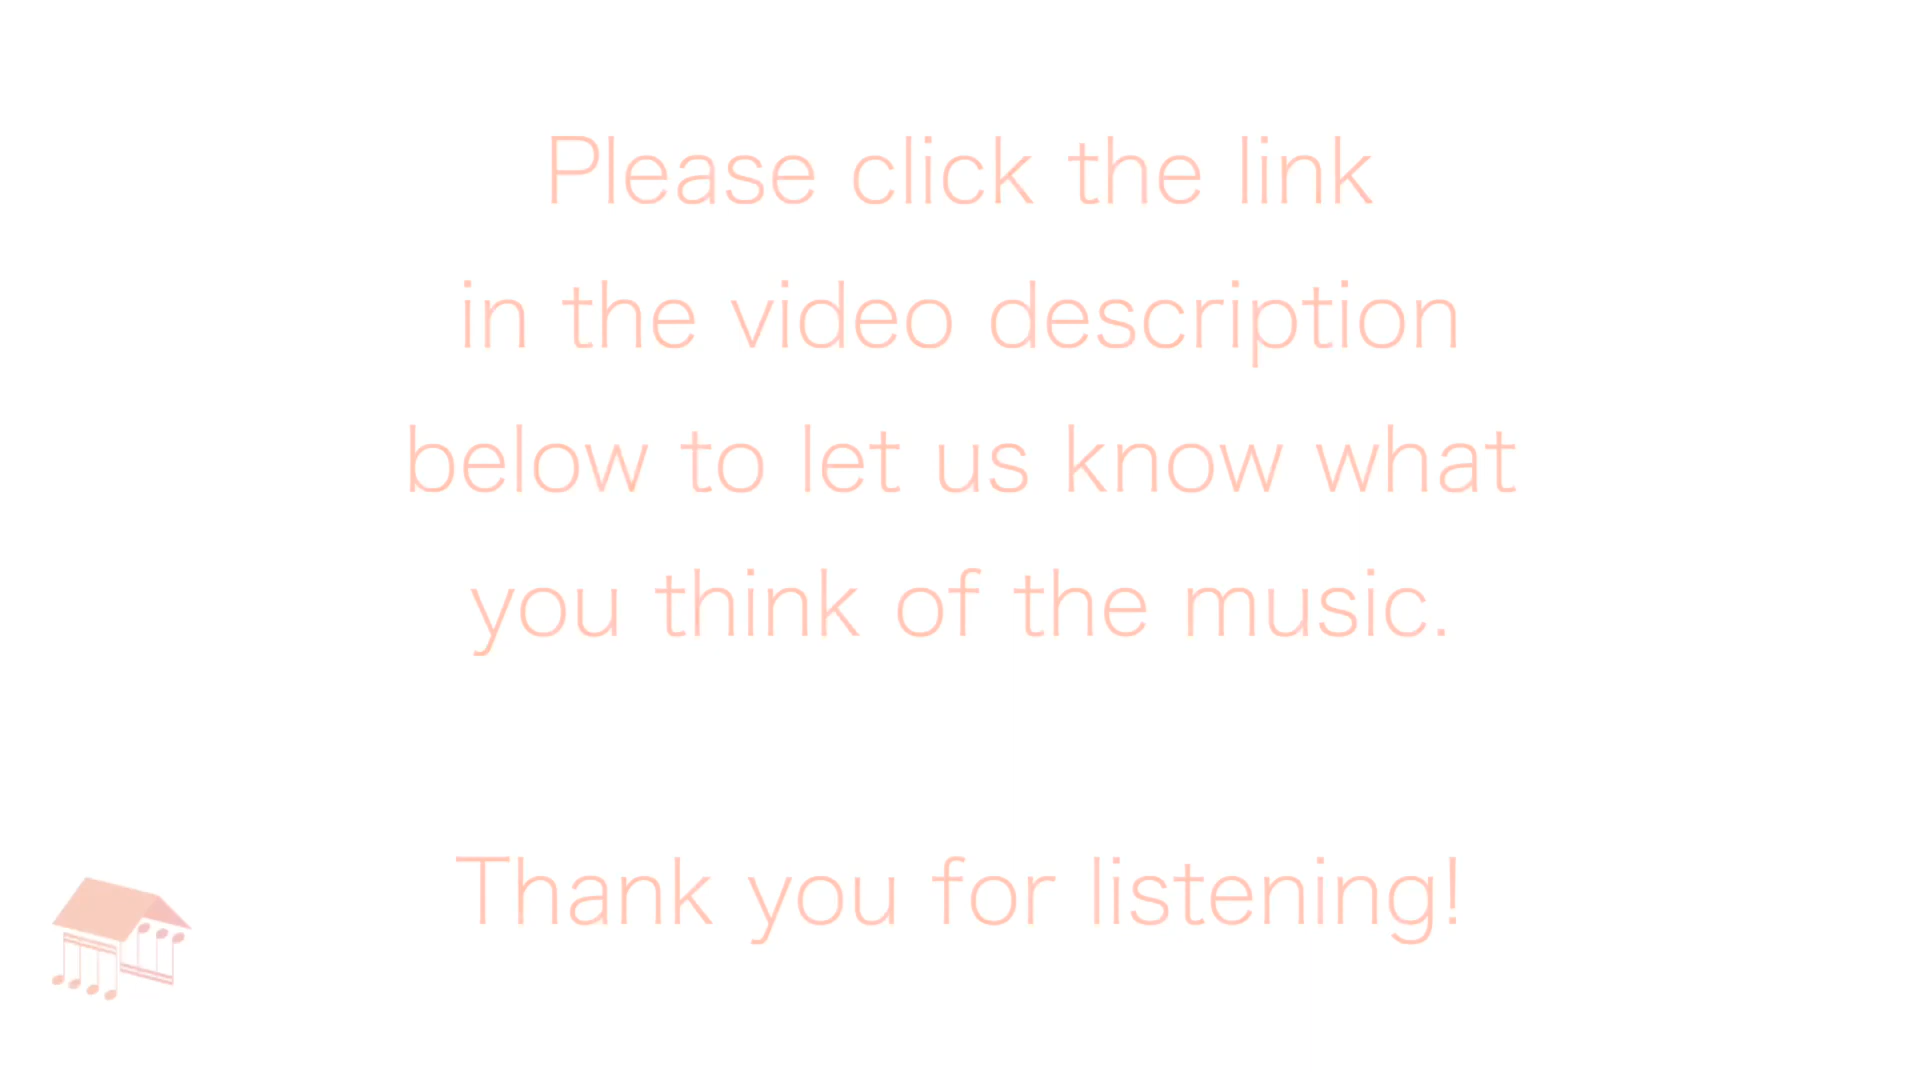 Please click the link
in the video description
below to let us know what
you think of the music.
Thank you for listening!